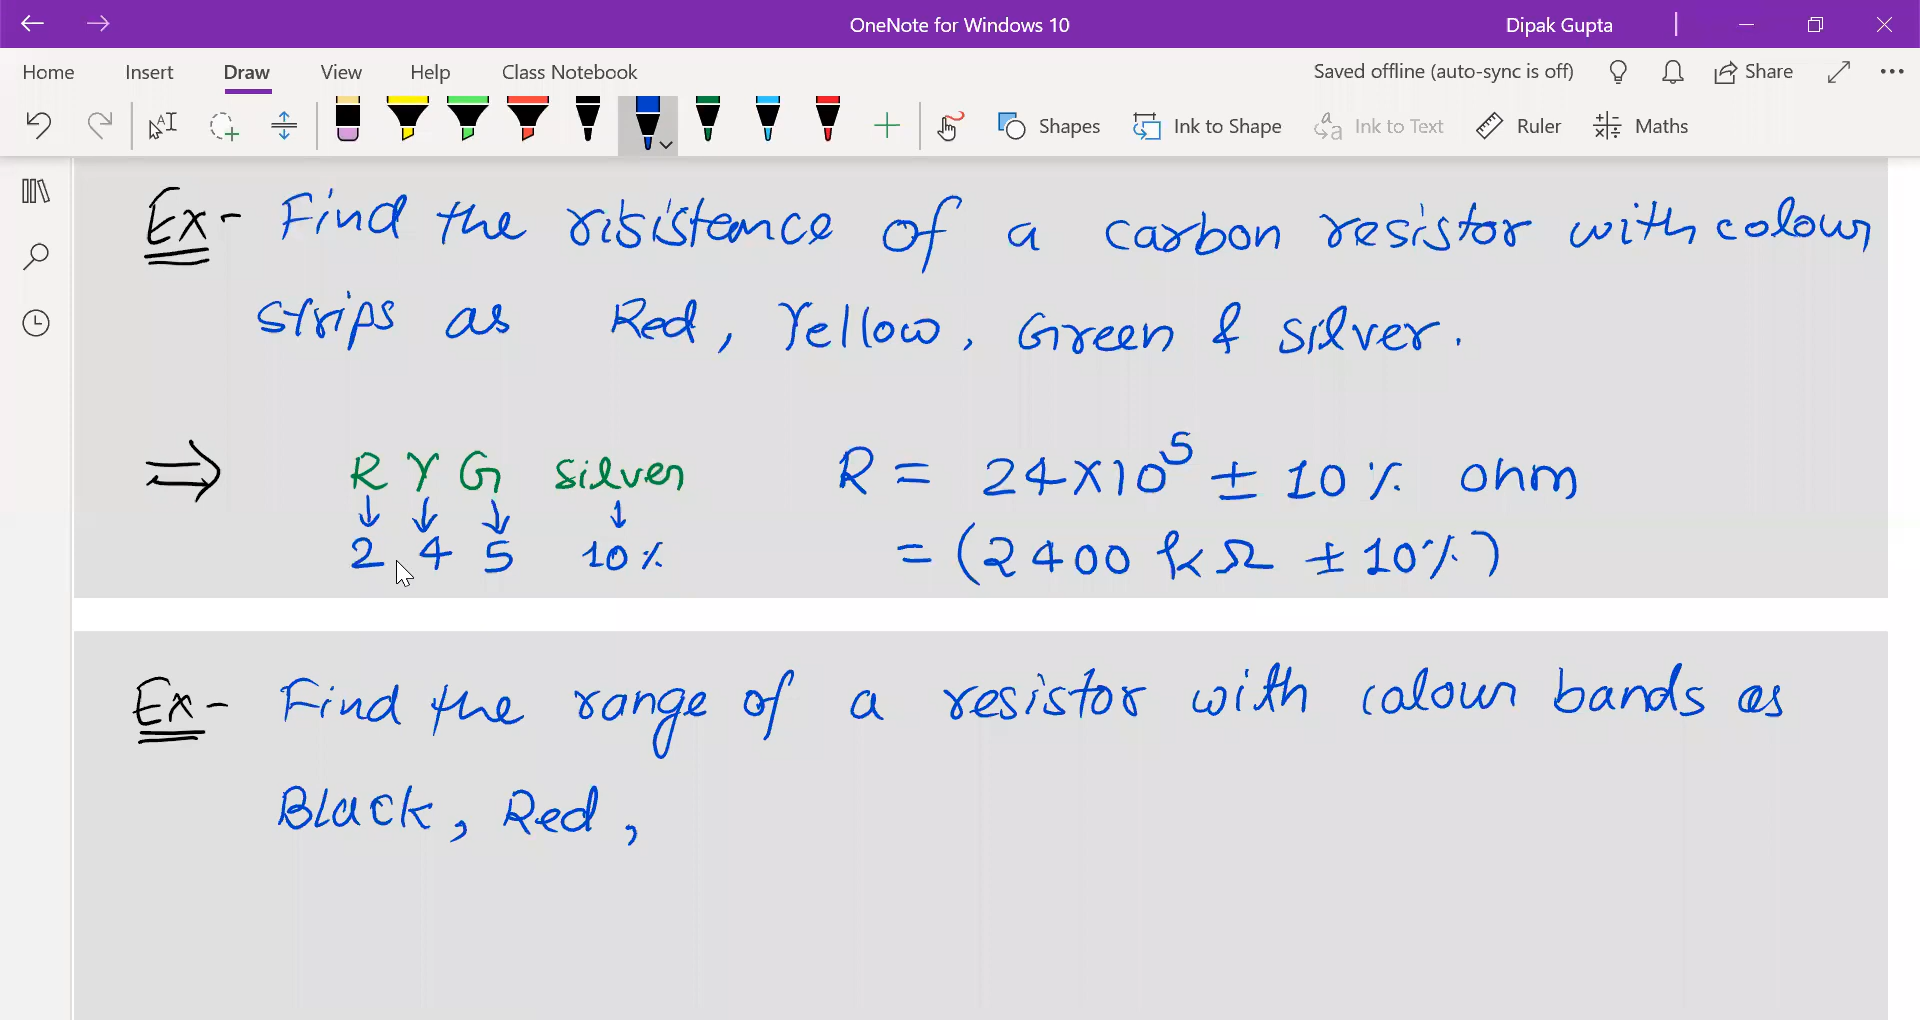 OneNote for Windows 10
Dipak Gupta
Home Insert Draw View Help Class Notebook
Saved offline (auto-sync is off) Share
Shapes Ink to Shape Ink to Text Ruler Maths
Ex- Find the risistance of a carbon resistor with colour
strips as Red, Yellow, Green & silver.
⇒ R Y G silver R = 24×10⁵ ± 10% ohm
↓ ↓ ↓ ↓
2 4 5 10% = (2400 kΩ ±10%)
Ex- Find the range of a resistor with colour bands as
Black, Red,